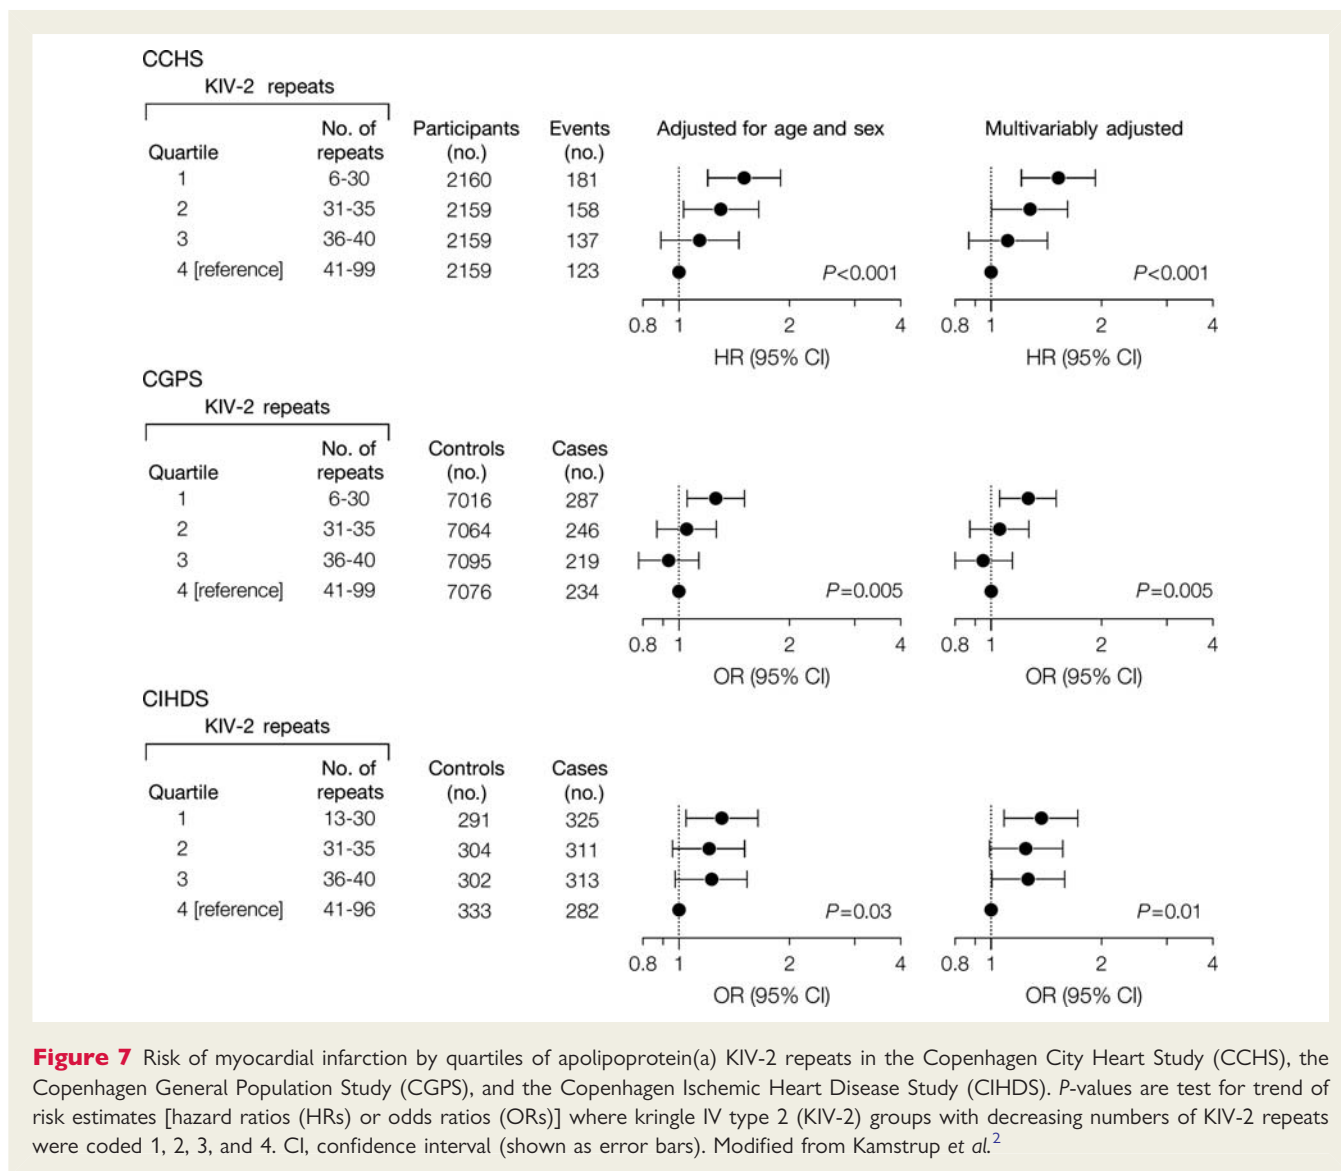 CCHS
KIV-2 repeats
No. of Participants Events Adjusted for age and sex Multivariably adjusted
Quartile repeats (no.) (no.)
1 6-30 2160 181
2 31-35 2159 158
3 36-40 2159 137
4 [reference] 41-99 2159 123 P<0.001 P<0.001
0.8 1 2 4 0.8 1 2 4
HR (95% CI) HR (95% CI)
CGPS
KIV-2 repeats
No. of Controls Cases
Quartile repeats (no.) (no.)
1 6-30 7016 287
2 31-35 7064 246
3 36-40 7095 219
4 [reference] 41-99 7076 234 P=0.005 P=0.005
0.8 1 2 4 0.8 1 2 4
OR (95% CI) OR (95% CI)
CIHDS
KIV-2 repeats
No. of Controls Cases
Quartile repeats (no.) (no.)
1 13-30 291 325
2 31-35 304 311
3 36-40 302 313
4 [reference] 41-96 333 282 P=0.03 P=0.01
0.8 1 2 4 0.8 1 2 4
OR (95% CI) OR (95% CI)
Figure 7 Risk of myocardial infarction by quartiles of apolipoprotein(a) KIV-2 repeats in the Copenhagen City Heart Study (CCHS), the
Copenhagen General Population Study (CGPS), and the Copenhagen Ischemic Heart Disease Study (CIHDS). P-values are test for trend of
risk estimates [hazard ratios (HRs) or odds ratios (ORs)] where kringle IV type 2 (KIV-2) groups with decreasing numbers of KIV-2 repeats
were coded 1, 2, 3, and 4. CI, confidence interval (shown as error bars). Modified from Kamstrup et al.2